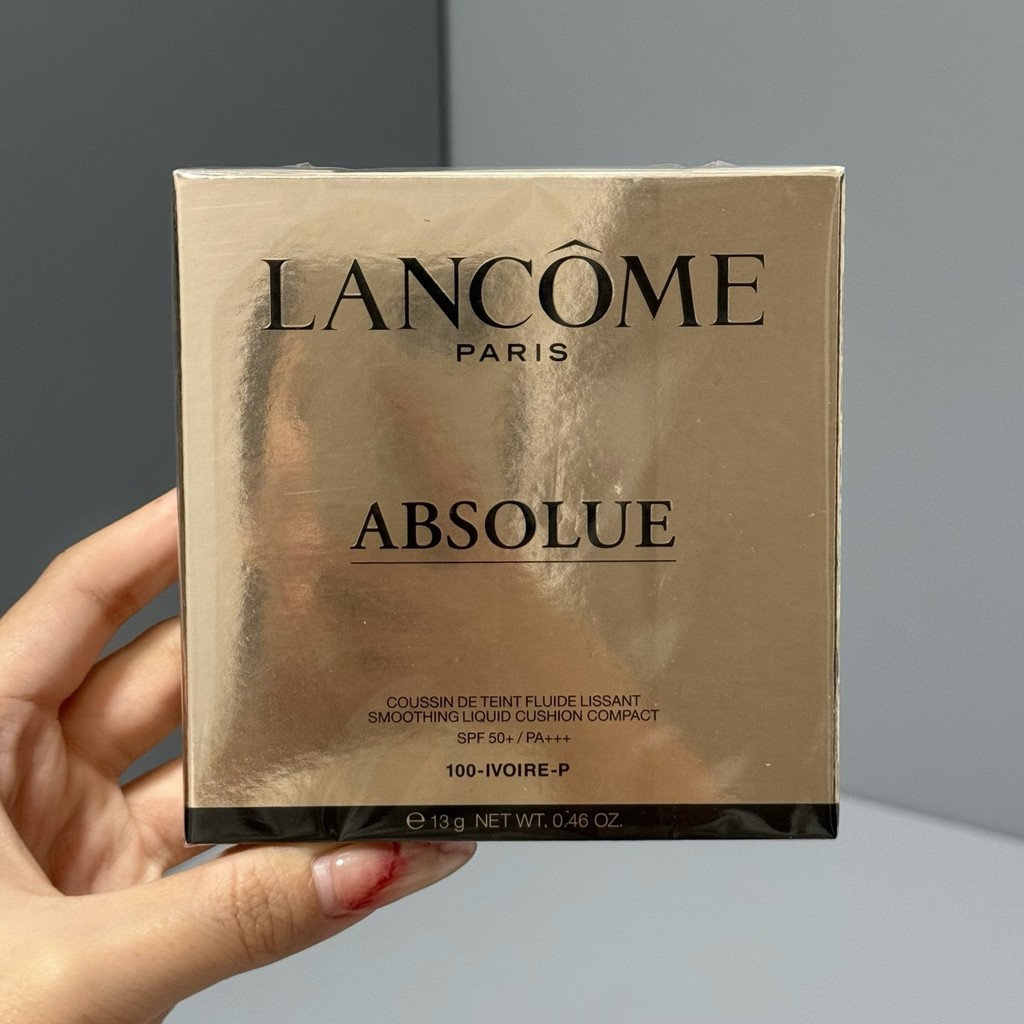 LANCÔME
PARIS
ABSOLUE
COUSSIN DE TEINT FLUIDE LISSANT
SMOOTHING LIQUID CUSHION COMPACT
SPF 50+ / PA+++
100-IVOIRE-P
℮ 13 g NET WT. 0.46 OZ.